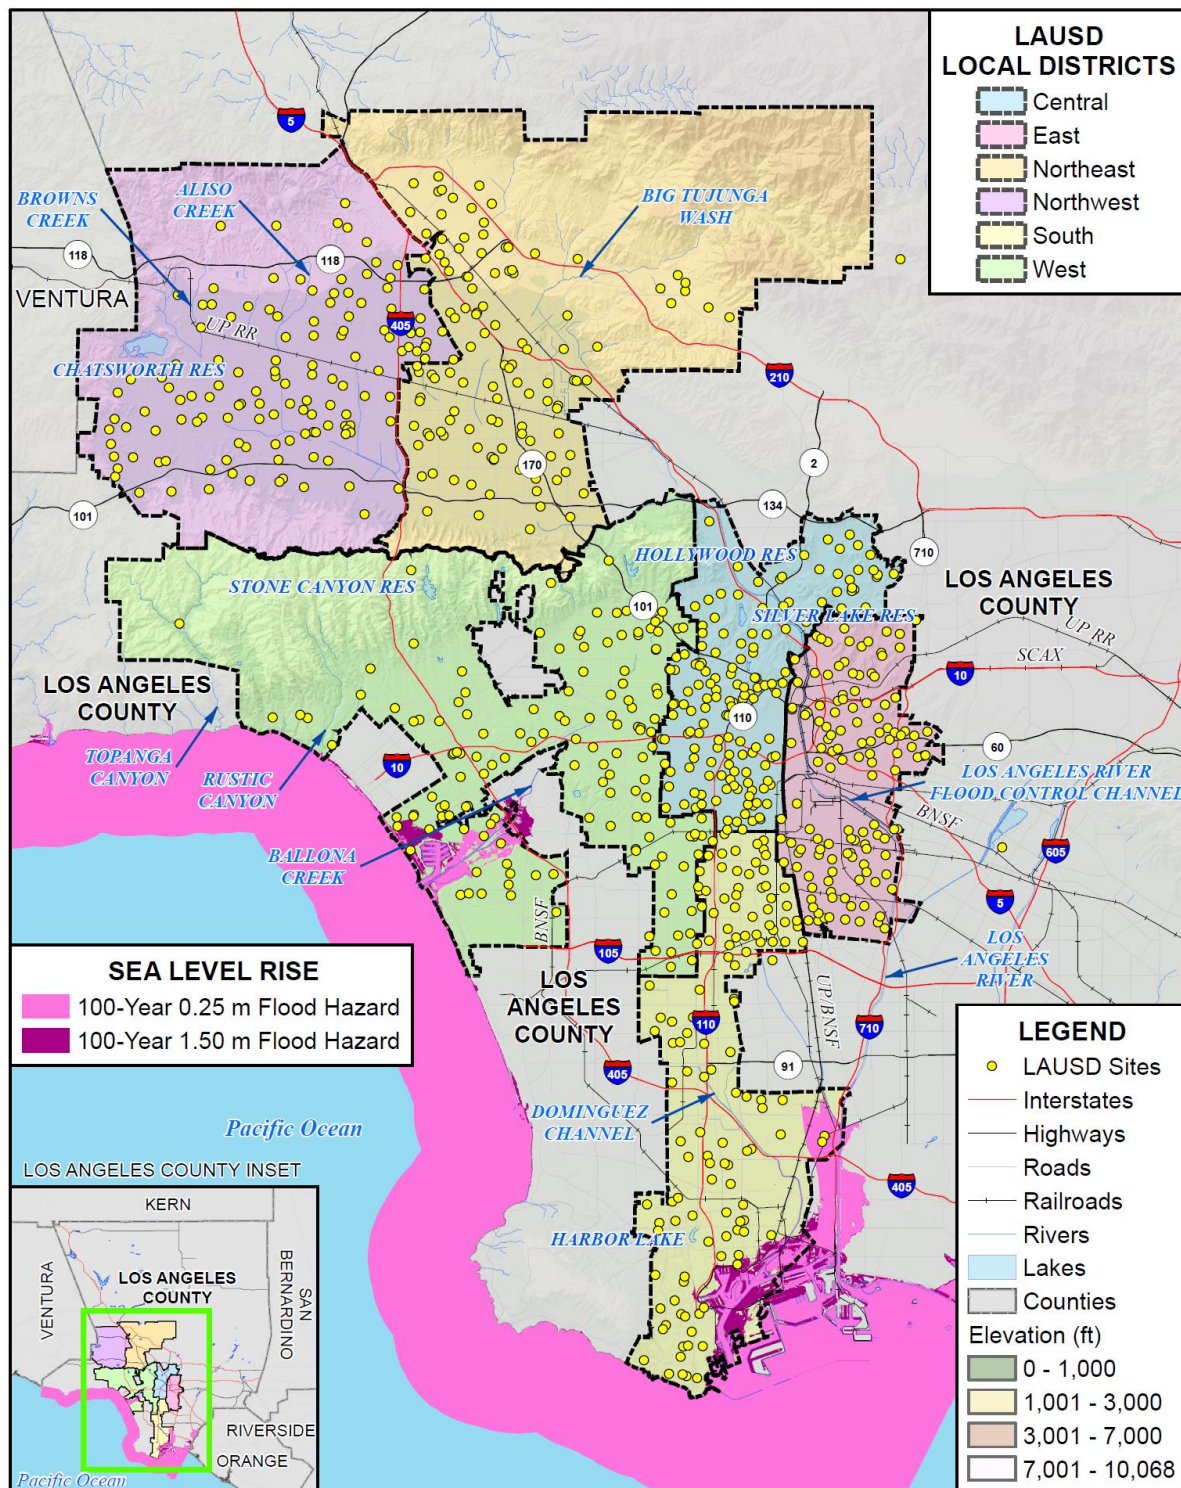 LAUSD
LOCAL DISTRICTS
Central
East
Northeast
Northwest
South
West
5
BROWNS
CREEK
ALISO
CREEK
BIG TUJUNGA
WASH
118
118
VENTURA
UP RR
405
CHATSWORTH RES
210
170
2
101
134
710
HOLLYWOOD RES
STONE CANYON RES
101
SILVER LAKE RES
LOS ANGELES
COUNTY
UP RR
SCAX
10
LOS ANGELES
COUNTY
110
60
TOPANGA
CANYON
RUSTIC
CANYON
10
LOS ANGELES RIVER
FLOOD CONTROL CHANNEL
BNSF
605
BALLONA
CREEK
5
BNSF
105
LOS
ANGELES
RIVER
SEA LEVEL RISE
100-Year 0.25 m Flood Hazard
100-Year 1.50 m Flood Hazard
LOS
ANGELES
COUNTY
UP/BNSF
110
710
405
91
DOMINGUEZ
CHANNEL
405
Pacific Ocean
HARBOR LAKE
LEGEND
LAUSD Sites
Interstates
Highways
Roads
Railroads
Rivers
Lakes
Counties
Elevation (ft)
0 - 1,000
1,001 - 3,000
3,001 - 7,000
7,001 - 10,068
LOS ANGELES COUNTY INSET
KERN
VENTURA
LOS ANGELES
COUNTY
SAN
BERNARDINO
RIVERSIDE
ORANGE
Pacific Ocean